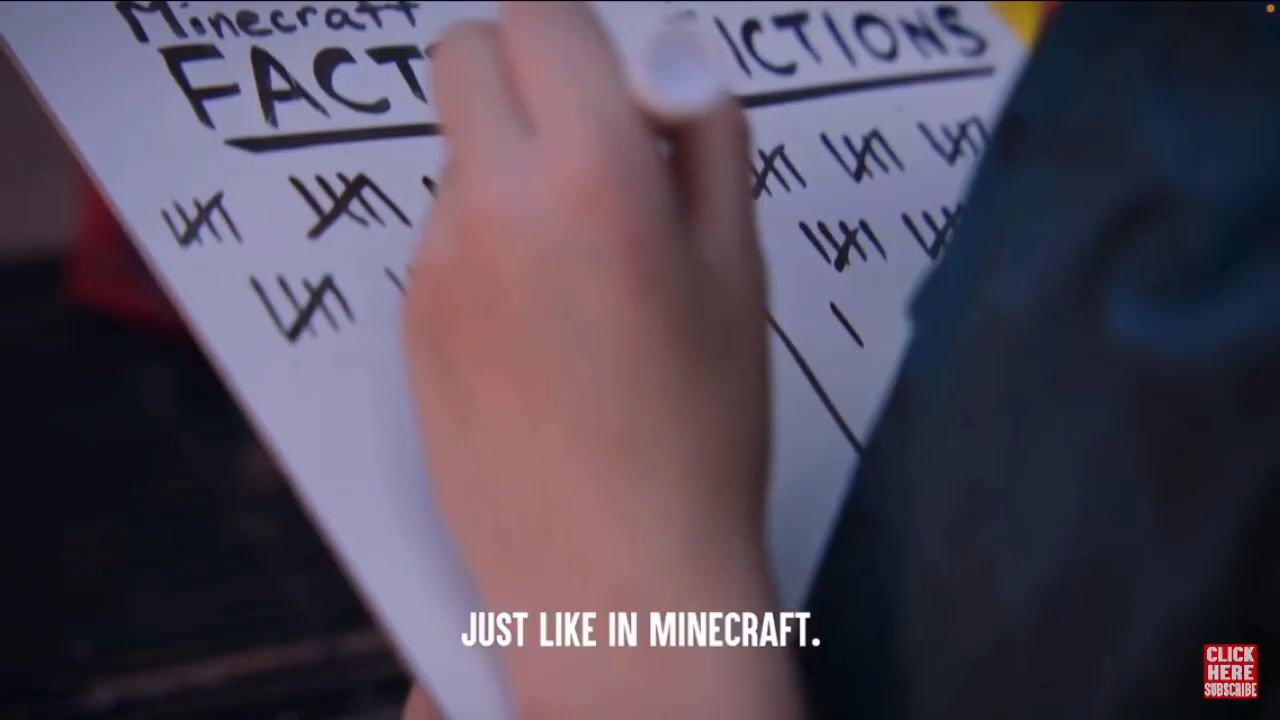 Minecraft
FACT ICTIONS
JUST LIKE IN MINECRAFT.
CLICK
HERE
SUBSCRIBE